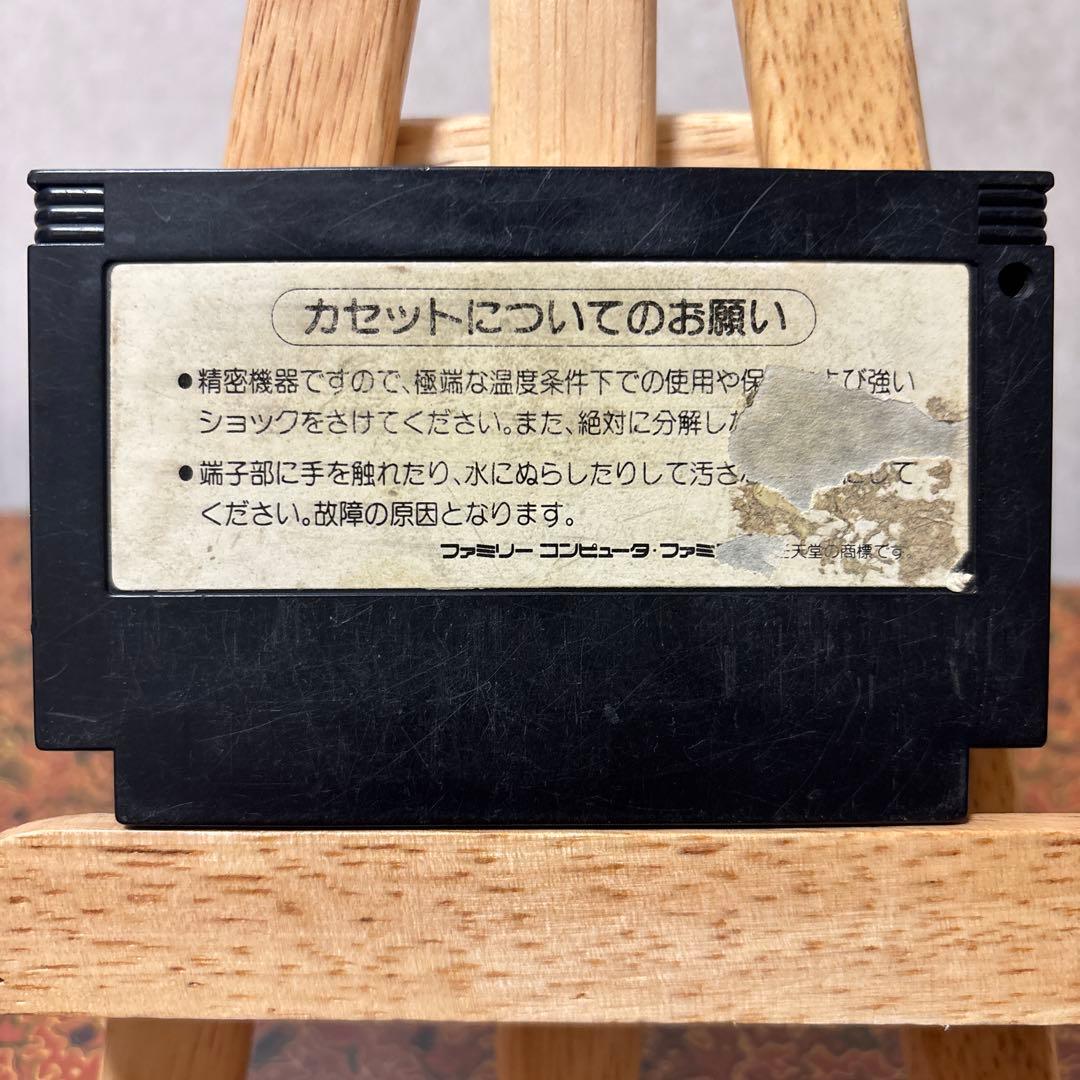 カセットについてのお願い
●精密機器ですので、極端な温度条件下での使用や保 よび強い
ショックをさけてください。また、絶対に分解した
●端子部に手を触れたり、水にぬらしたりして汚さ にして
ください。故障の原因となります。
ファミリー コンピュータ・ファミ 天堂の商標です。